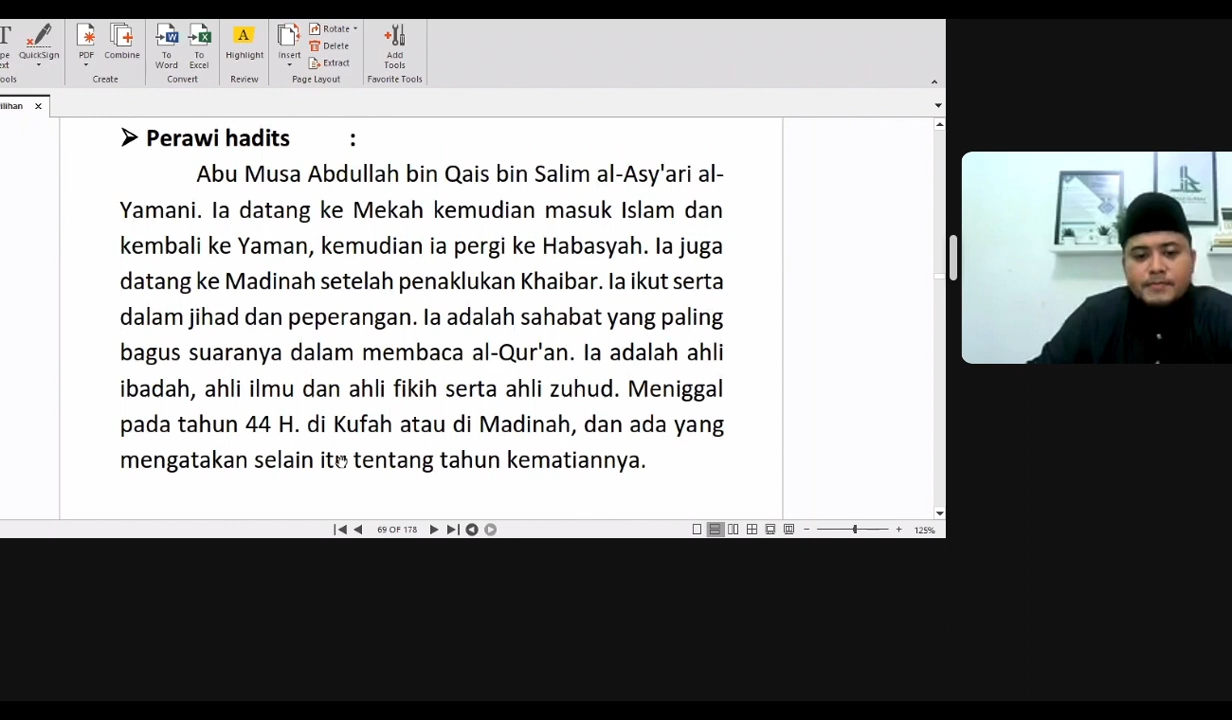 QuickSign
PDF
Combine
To
Word
To
Excel
Highlight
Insert
Rotate
Delete
Extract
Add
Tools
Create
Convert
Review
Page Layout
Favorite Tools
➢ Perawi hadits :
Abu Musa Abdullah bin Qais bin Salim al-Asy'ari al-
Yamani. Ia datang ke Mekah kemudian masuk Islam dan
kembali ke Yaman, kemudian ia pergi ke Habasyah. Ia juga
datang ke Madinah setelah penaklukan Khaibar. Ia ikut serta
dalam jihad dan peperangan. Ia adalah sahabat yang paling
bagus suaranya dalam membaca al-Qur'an. Ia adalah ahli
ibadah, ahli ilmu dan ahli fikih serta ahli zuhud. Meniggal
pada tahun 44 H. di Kufah atau di Madinah, dan ada yang
mengatakan selain itu tentang tahun kematiannya.
69 OF 178
125%